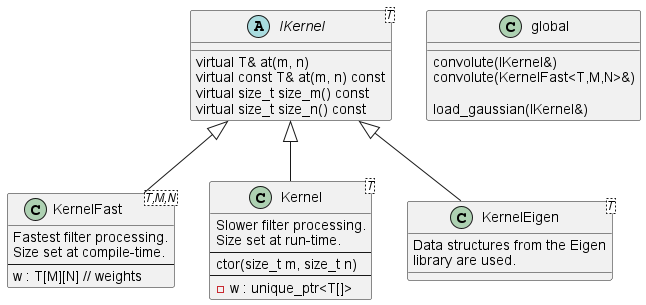 A IKernel T
virtual T& at(m, n)
virtual const T& at(m, n) const
virtual size_t size_m() const
virtual size_t size_n() const
C global
convolute(IKernel&)
convolute(KernelFast<T,M,N>&)
load_gaussian(IKernel&)
C KernelFast T,M,N
Fastest filter processing.
Size set at compile-time.
w : T[M][N] // weights
C Kernel T
Slower filter processing.
Size set at run-time.
ctor(size_t m, size_t n)
w : unique_ptr<T[]>
C KernelEigen T
Data structures from the Eigen
library are used.